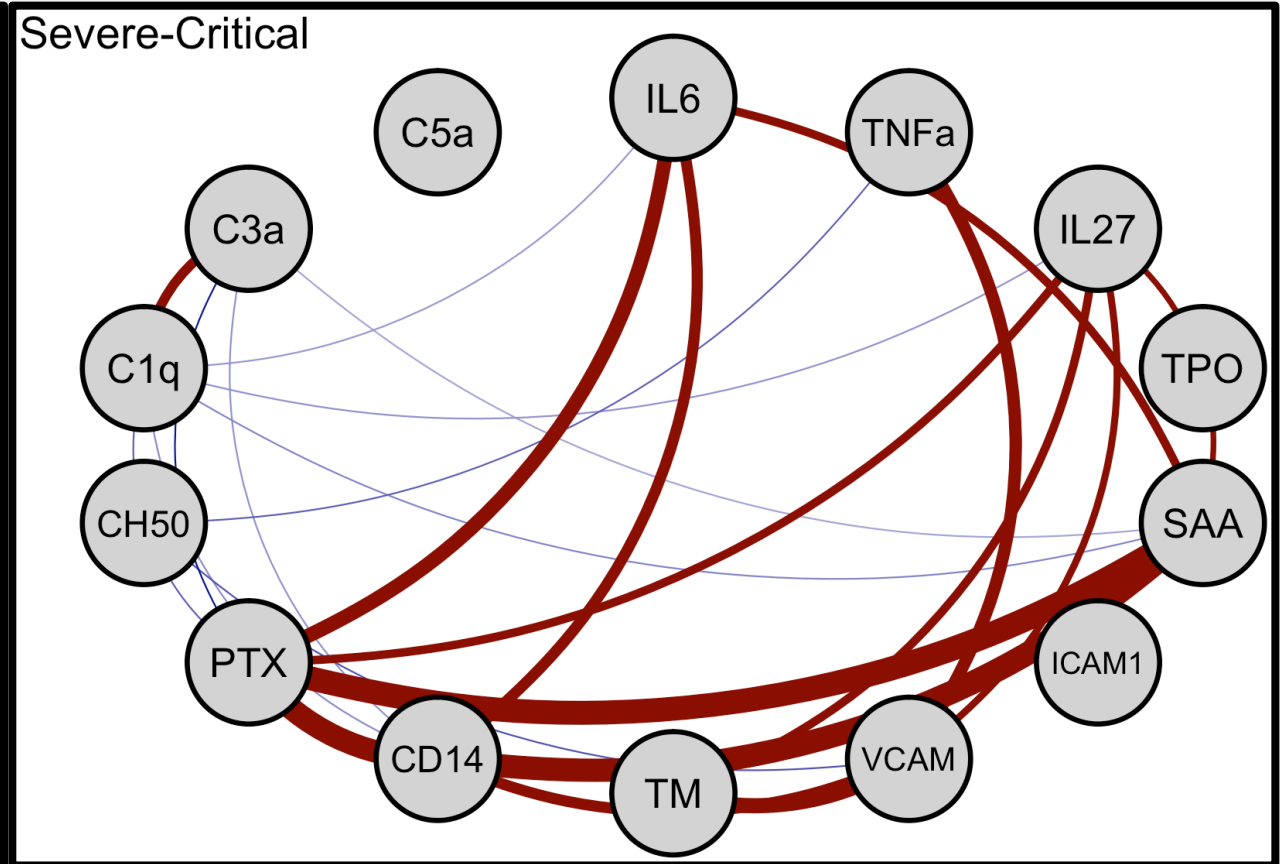 Severe-Critical
IL6
C5a
TNFa
C3a
IL27
C1q
TPO
CH50
SAA
PTX
ICAM1
CD14
VCAM
TM